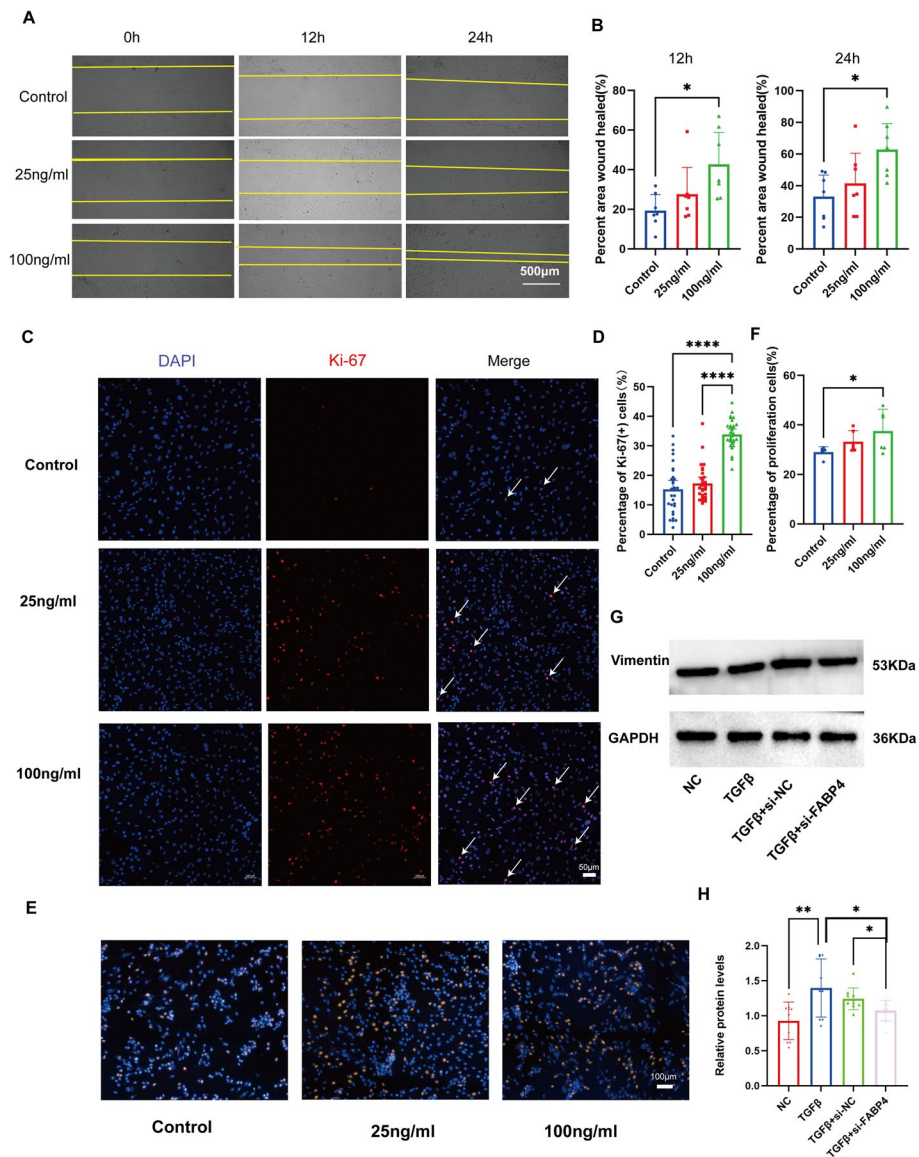 A
0h
12h
24h
Control
25ng/ml
100ng/ml
500μm
B
12h
24h
Percent area wound healed(%)
80
60
40
20
0
*
Control
25ng/ml
100ng/ml
Percent area wound healed(%)
100
80
60
40
20
0
*
Control
25ng/ml
100ng/ml
C
DAPI
Ki-67
Merge
Control
25ng/ml
100ng/ml
50μm
D
Percentage of Ki-67(+) cells(%)
60
50
40
30
20
10
0
****
****
Control
25ng/ml
100ng/ml
F
Percentage of proliferation cells(%)
60
40
20
0
*
Control
25ng/ml
100ng/ml
G
Vimentin
53KDa
GAPDH
36KDa
NC
TGFβ
TGFβ+si-NC
TGFβ+si-FABP4
E
100μm
Control
25ng/ml
100ng/ml
H
Relative protein levels
2.0
1.5
1.0
0.5
0.0
**
*
*
NC
TGFβ
TGFβ+si-NC
TGFβ+si-FABP4